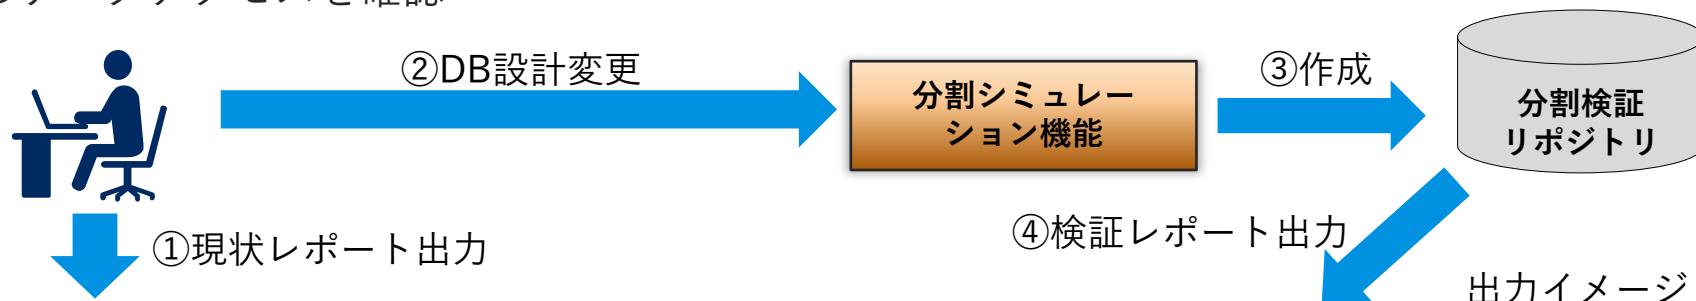 ②DB設計変更
③作成
分割シミュレー
ション機能
分割検証
リポジトリ
①現状レポート出力
④検証レポート出力
出力イメージ